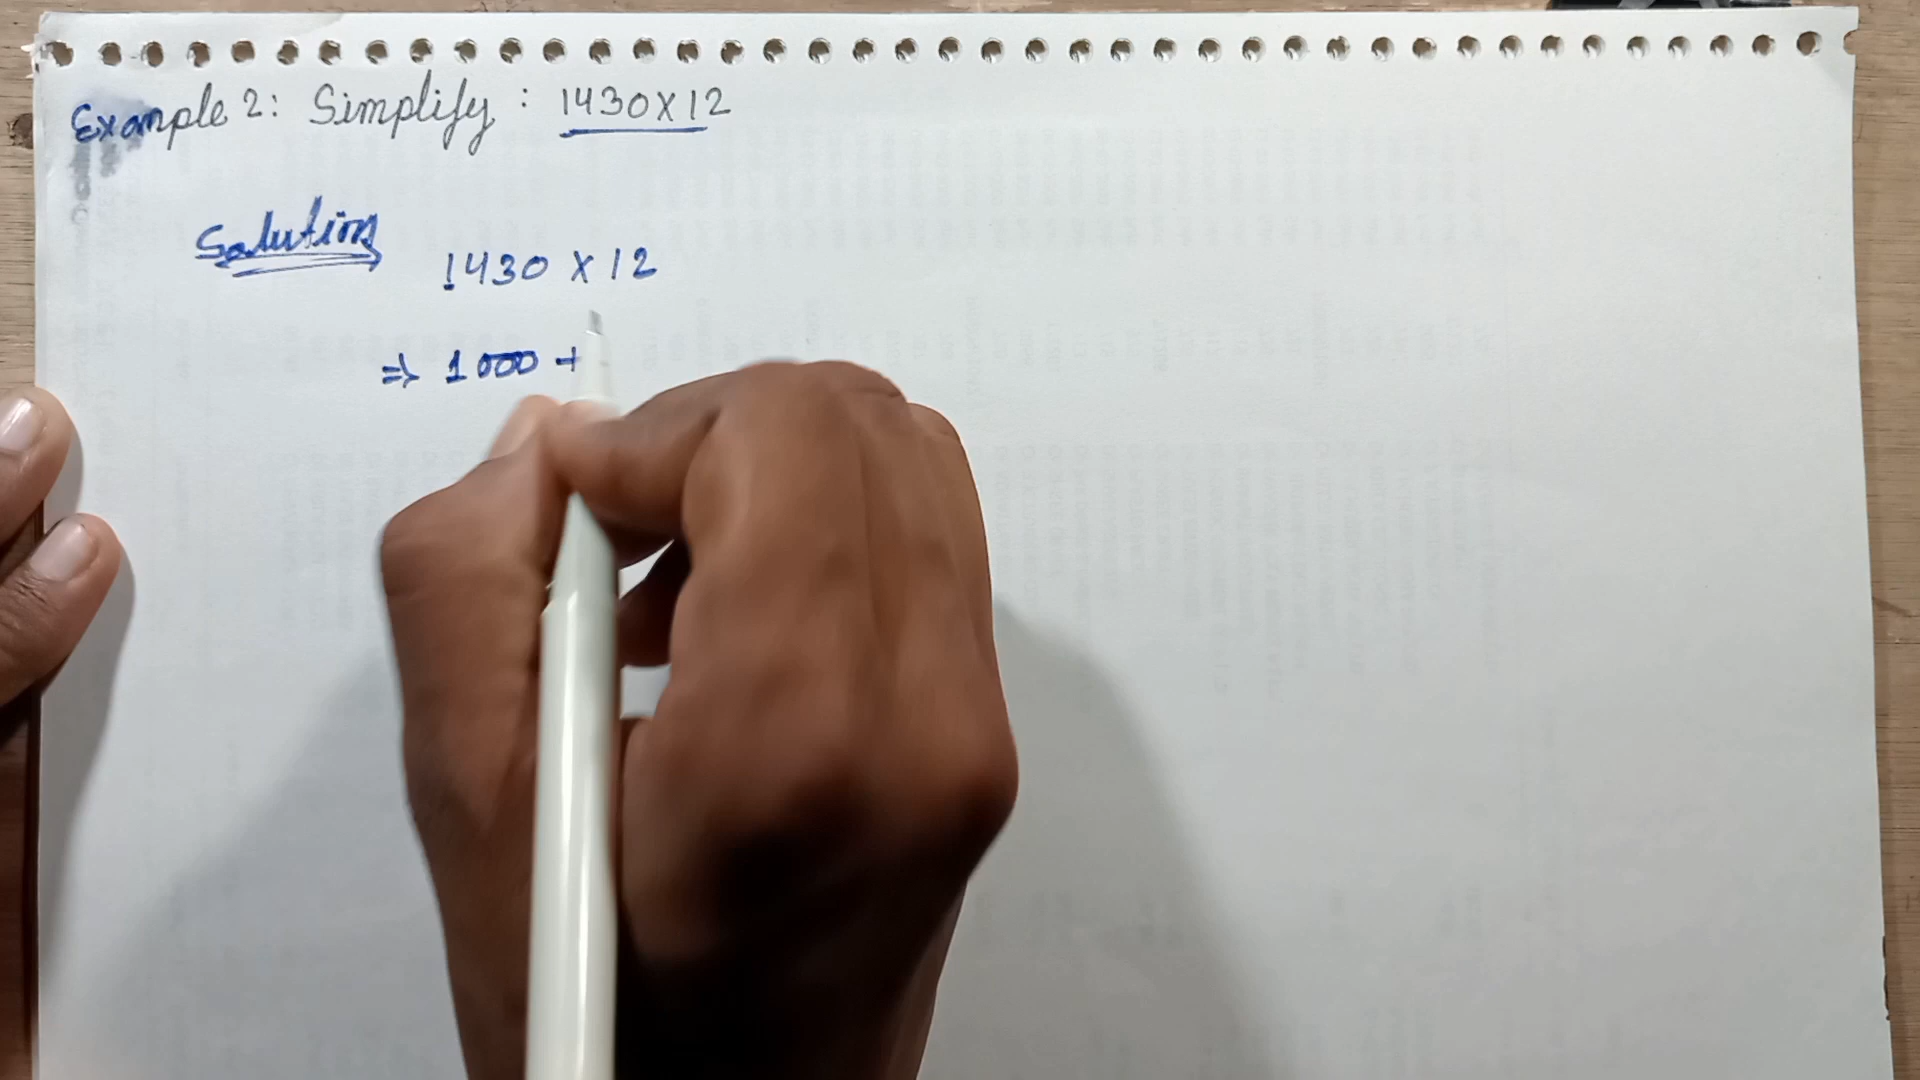 Example 2: Simplify : 1430 X 12
Solution
1430 X 12
⇒ 1000 +